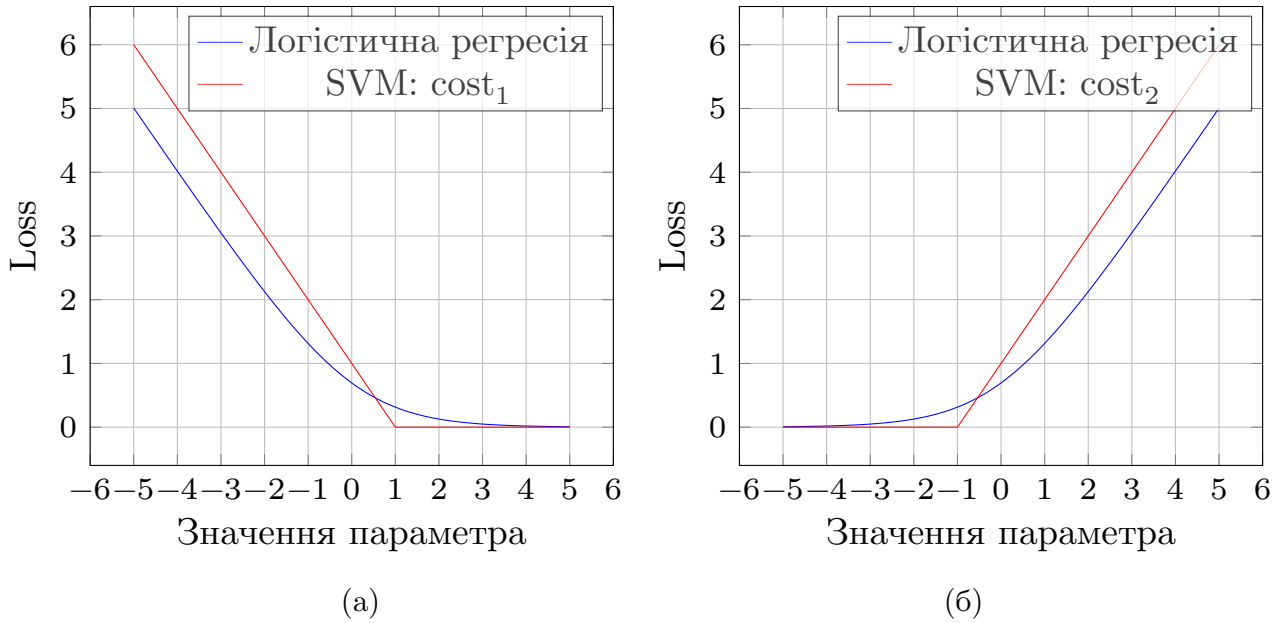 Логістична регресія
SVM: cost₁
6
5
4
3
2
1
0
Loss
−6 −5 −4 −3 −2 −1 0 1 2 3 4 5 6
Значення параметра
(а)
Логістична регресія
SVM: cost₂
6
5
4
3
2
1
0
Loss
−6 −5 −4 −3 −2 −1 0 1 2 3 4 5 6
Значення параметра
(б)